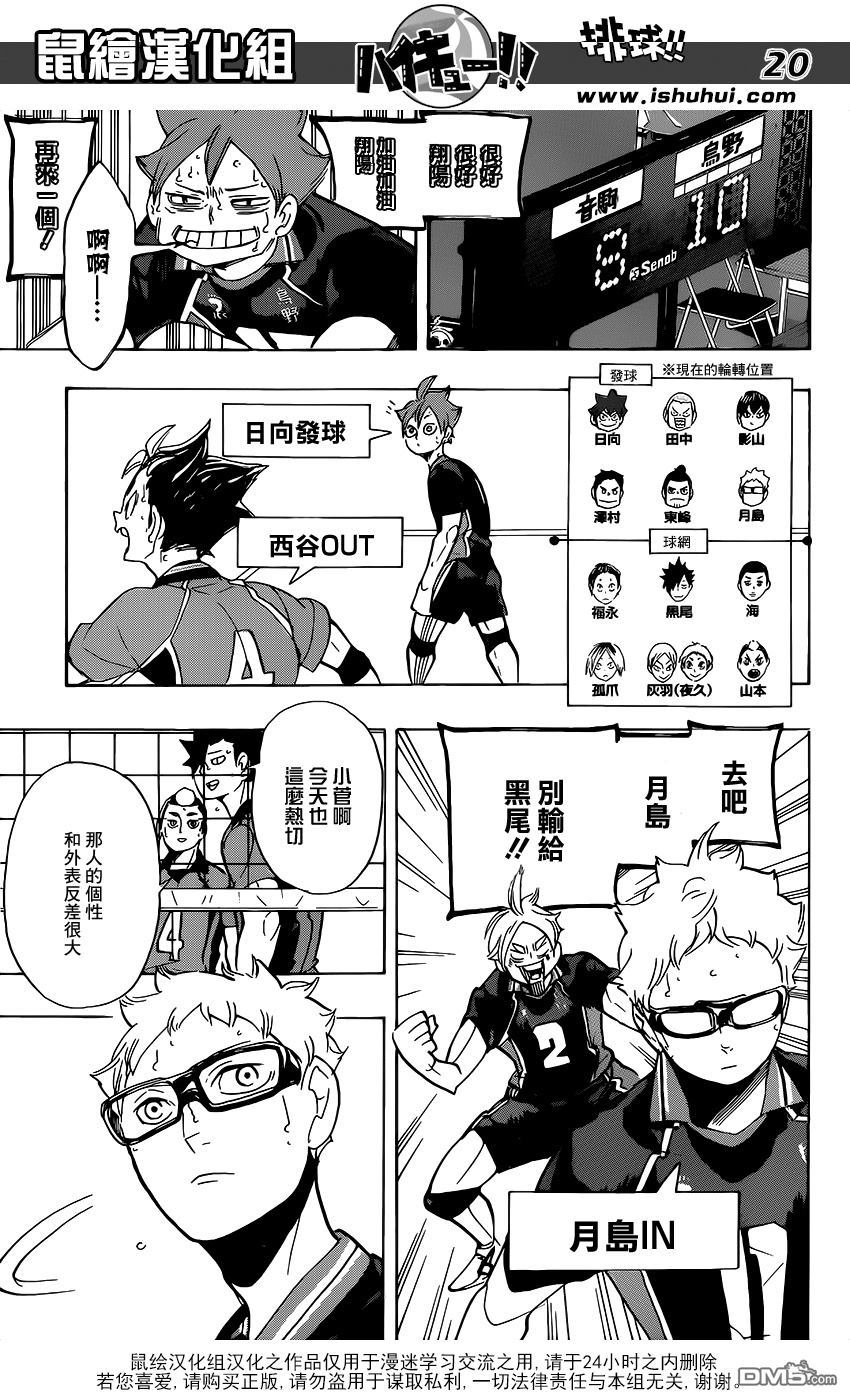 鼠繪漢化組
ハイキュー!!
排球!!
20
www.ishuhui.com
烏野
音駒
10
8
Senob
很好
很好
翔陽
加油加油
翔陽
再來一個!
啊啊—……
烏野
發球
※現在的輪轉位置
日向
田中
影山
澤村
東峰
月島
球網
福永
黒尾
海
孤爪
灰羽(夜久)
山本
日向發球
西谷OUT
4
去吧
月島
別輸給
黑尾!!
2
月島IN
小菅啊
今天也
這麼熱切
那人的個性
和外表反差很大
4
鼠绘汉化组汉化之作品仅用于漫迷学习交流之用, 请于24小时之内删除
若您喜爱, 请购买正版, 请勿用于谋取私利, 一切法律责任与本组无关, 谢谢。
DM5.com